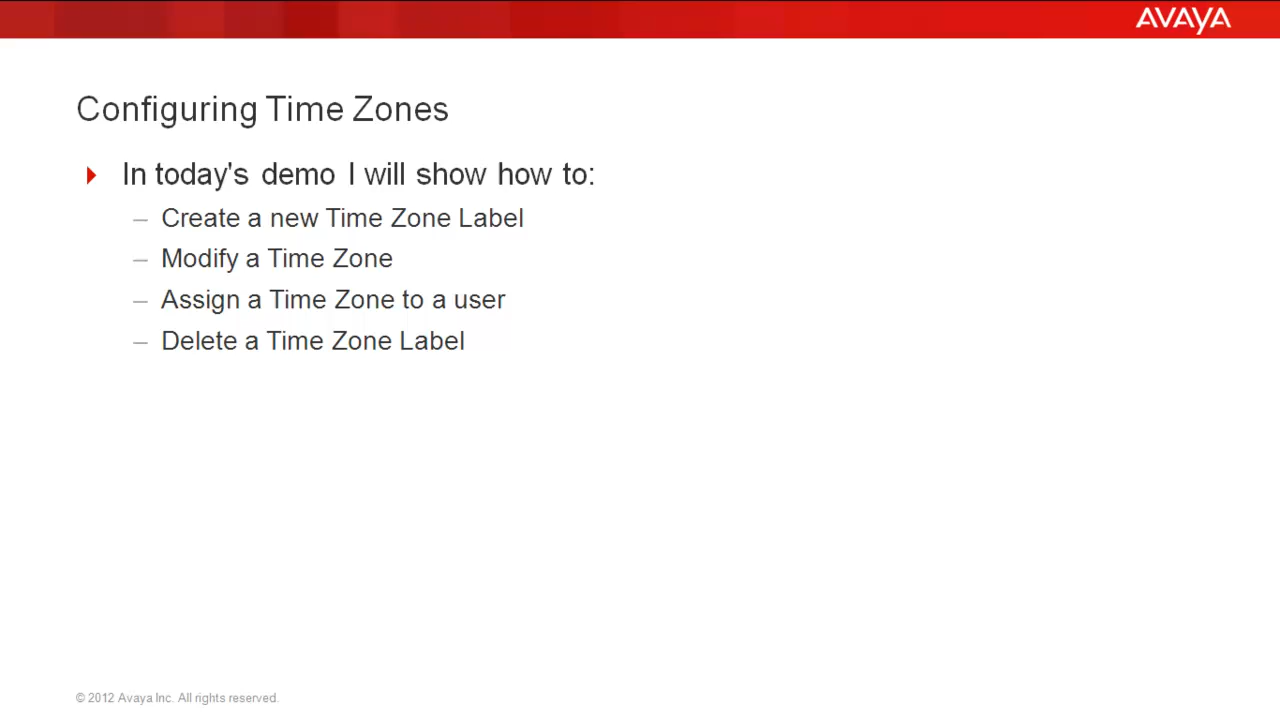 AVAYA
Configuring Time Zones
In today's demo I will show how to:
– Create a new Time Zone Label
– Modify a Time Zone
– Assign a Time Zone to a user
– Delete a Time Zone Label
© 2012 Avaya Inc. All rights reserved.